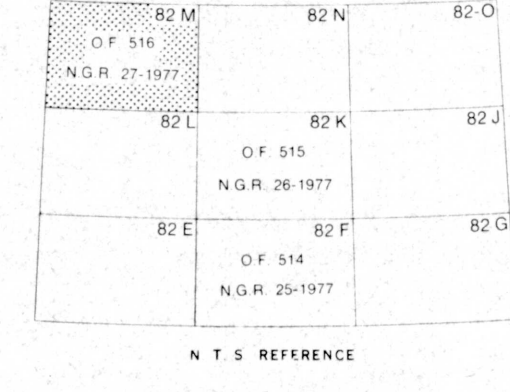 82 M
82 N
82-O
O.F. 516
N.G.R. 27-1977
82 L
82 K
82 J
O.F. 515
N.G.R. 26-1977
82 E
82 F
82 G
O.F. 514
N.G.R. 25-1977
N T. S REFERENCE